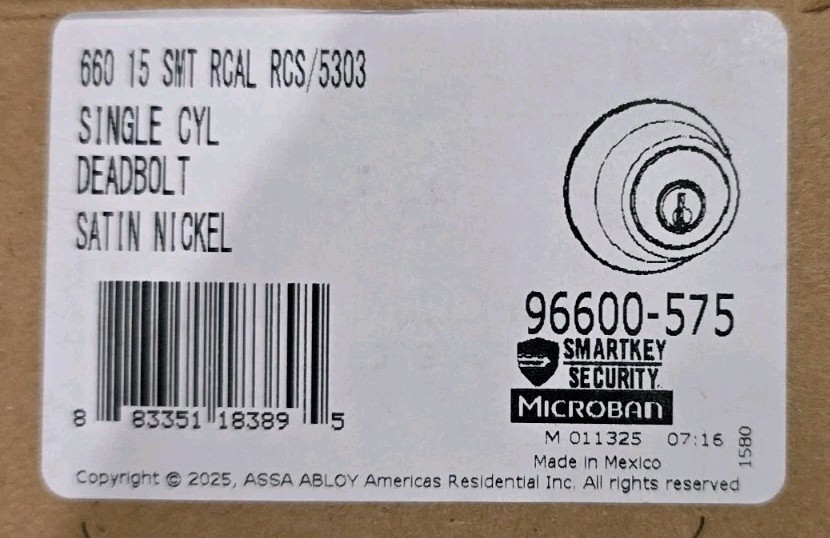 660 15 SMT RCAL RCS/5303
SINGLE CYL
DEADBOLT
SATIN NICKEL
8 83351 18389 5
96600-575
SMARTKEY
SECURITY
MICROBAN
M 011325 07:16
1580
Made in Mexico
Copyright © 2025, ASSA ABLOY Americas Residential Inc. All rights reserved